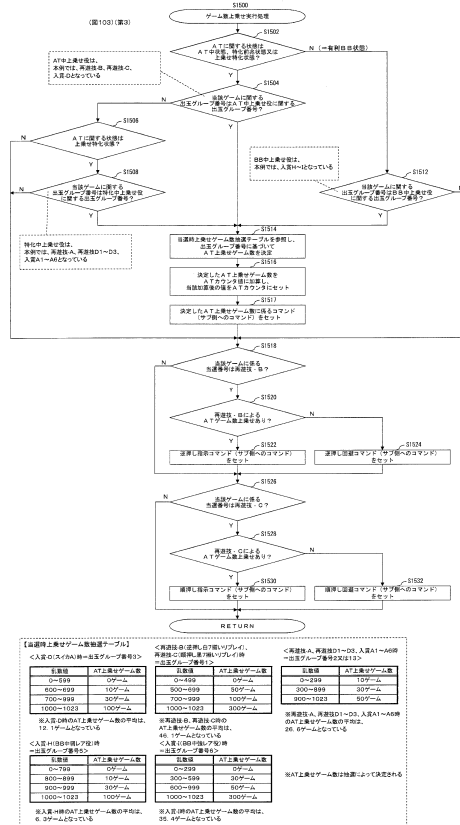 (図103)(第3)
S1500
ゲーム数上乗せ実行処理
S1502
ATに関する状態は
AT中状態、特化前兆状態又は
上乗せ特化状態?
N (=有利BB状態)
Y
AT中上乗せ役は、
本例では、再遊技-B、再遊技-C、
入賞-Dとなっている
S1504
当該ゲームに関する
出玉グループ番号はAT中上乗せ役に関する
出玉グループ番号?
N
Y
S1506
ATに関する状態は
上乗せ特化状態?
N
Y
S1508
当該ゲームに関する
出玉グループ番号は特化中上乗せ役
に関する出玉グループ番号?
N
Y
BB中上乗せ役は、
本例では、入賞H~Iとなっている
S1512
当該ゲームに関する
出玉グループ番号はBB中上乗せ役
に関する出玉グループ番号?
N
Y
特化中上乗せ役は、
本例では、再遊技-A、再遊技D1~D3、
入賞A1~A6となっている
S1514
当選時上乗せゲーム数抽選テーブルを参照し、
出玉グループ番号に基づいて
AT上乗せゲーム数を決定
S1516
決定したAT上乗せゲーム数を
ATカウンタ値に加算し、
当該加算後の値をATカウンタにセット
S1517
決定したAT上乗せゲーム数に係るコマンド
(サブ側へのコマンド)をセット
S1518
当該ゲームに係る
当選番号は再遊技-B?
N
Y
S1520
再遊技-Bによる
ATゲーム数上乗せあり?
N
Y
S1522
逆押し指示コマンド(サブ側へのコマンド)
をセット
S1524
逆押し回避コマンド(サブ側へのコマンド)
をセット
S1526
当該ゲームに係る
当選番号は再遊技-C?
N
Y
S1528
再遊技-Cによる
ATゲーム数上乗せあり?
N
Y
S1530
順押し指示コマンド(サブ側へのコマンド)
をセット
S1532
順押し回避コマンド(サブ側へのコマンド)
をセット
RETURN
【当選時上乗せゲーム数抽選テーブル】
<入賞-D(スイカA)時=出玉グループ番号3>
乱数値 AT上乗せゲーム数
0~599 0ゲーム
600~699 10ゲーム
700~999 30ゲーム
1000~1023 100ゲーム
※入賞-D時のAT上乗せゲーム数の平均は、
12.1ゲームとなっている
<再遊技-B(逆押し白7揃いリプレイ)、
再遊技-C(順押し黒7揃いリプレイ)時
=出玉グループ番号1>
乱数値 AT上乗せゲーム数
0~499 0ゲーム
500~699 50ゲーム
700~999 100ゲーム
1000~1023 300ゲーム
※再遊技-B、再遊技-C時の
AT上乗せゲーム数の平均は、
46.1ゲームとなっている
<再遊技-A、再遊技D1~D3、入賞A1~A6時
=出玉グループ番号2又は13>
乱数値 AT上乗せゲーム数
0~299 10ゲーム
300~899 30ゲーム
900~1023 50ゲーム
※再遊技-A、再遊技D1~D3、入賞A1~A6時
のAT上乗せゲーム数の平均は、
26.6ゲームとなっている
<入賞-H(BB中弱レア役)時
=出玉グループ番号5>
乱数値 AT上乗せゲーム数
0~799 0ゲーム
800~899 10ゲーム
900~999 30ゲーム
1000~1023 100ゲーム
※入賞-H時のAT上乗せゲーム数の平均は、
6.3ゲームとなっている
<入賞-I(BB中強レア役)時
=出玉グループ番号6>
乱数値 AT上乗せゲーム数
0~299 0ゲーム
300~599 30ゲーム
600~999 50ゲーム
1000~1023 300ゲーム
※入賞-I時のAT上乗せゲーム数の平均は、
35.4ゲームとなっている
※AT上乗せゲーム数は抽選によって決定される